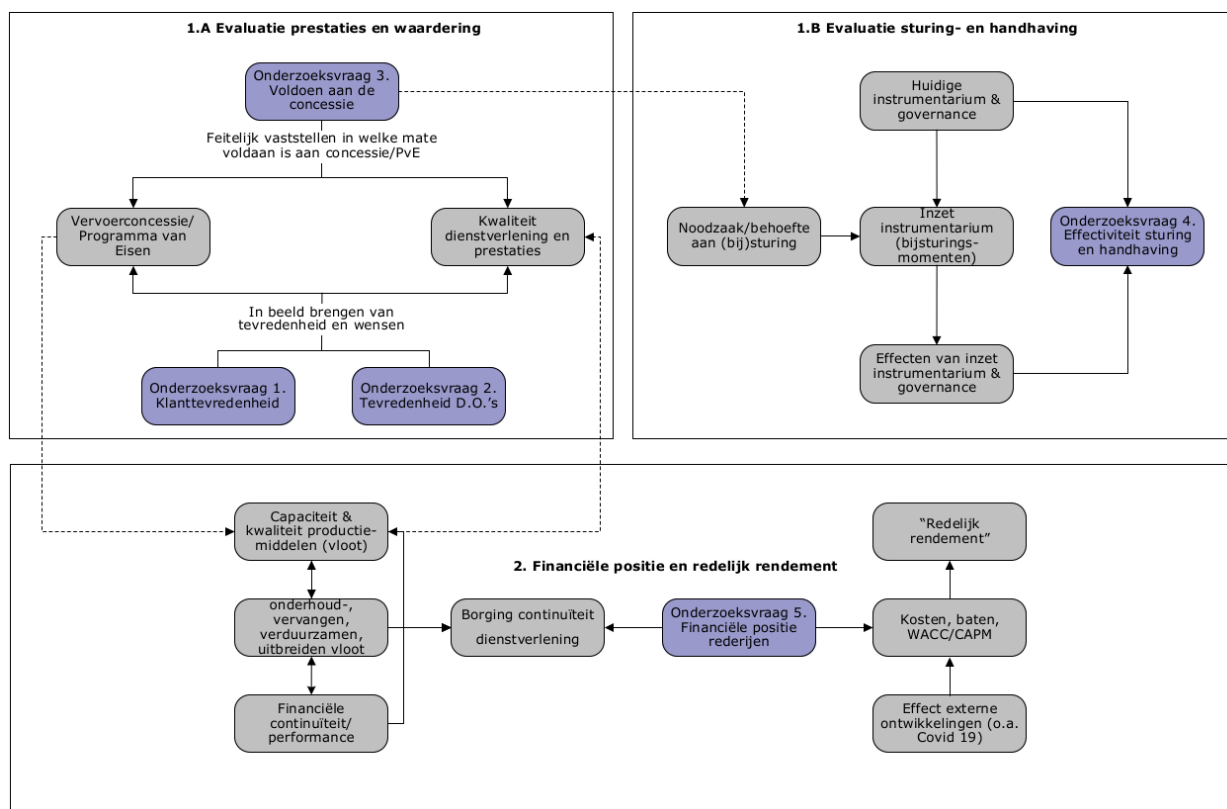 1.A Evaluatie prestaties en waardering
Onderzoeksvraag 3.
Voldoen aan de
concessie
Feitelijk vaststellen in welke mate
voldaan is aan concessie/PvE
Vervoerconcessie/
Programma van
Eisen
Kwaliteit
dienstverlening en
prestaties
In beeld brengen van
tevredenheid en wensen
Onderzoeksvraag 1.
Klanttevredenheid
Onderzoeksvraag 2.
Tevredenheid D.O.'s
1.B Evaluatie sturing- en handhaving
Huidige
instrumentarium &
governance
Noodzaak/behoefte
aan (bij)sturing
Inzet
instrumentarium
(bijsturings-
momenten)
Onderzoeksvraag 4.
Effectiviteit sturing
en handhaving
Effecten van inzet
instrumentarium &
governance
2. Financiële positie en redelijk rendement
Capaciteit &
kwaliteit productie-
middelen (vloot)
onderhoud-,
vervangen,
verduurzamen,
uitbreiden vloot
Financiële
continuïteit/
performance
Borging continuïteit
dienstverlening
Onderzoeksvraag 5.
Financiële positie
rederijen
“Redelijk
rendement”
Kosten, baten,
WACC/CAPM
Effect externe
ontwikkelingen (o.a.
Covid 19)